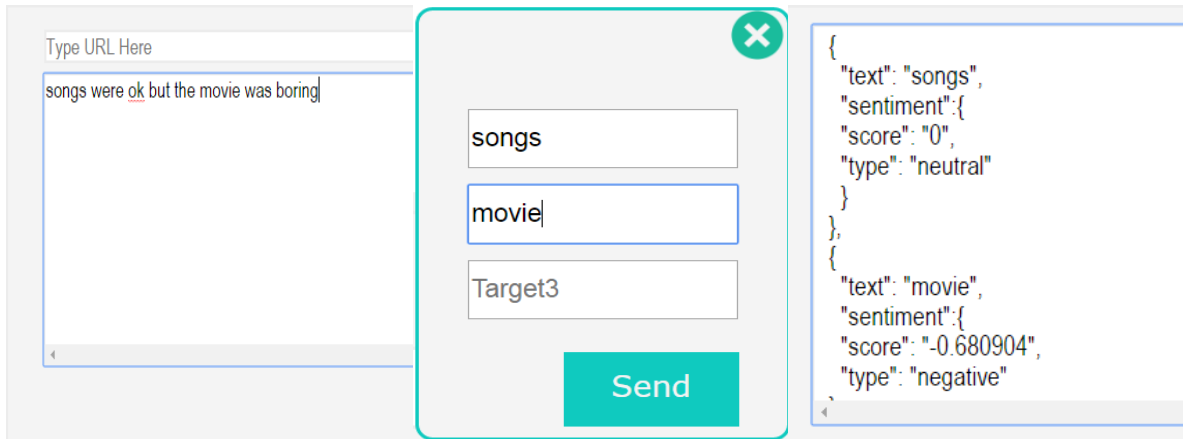 Type URL Here
songs were ok but the movie was boring
songs
movie
Target3
Send
{
"text": "songs",
"sentiment":{
"score": "0",
"type": "neutral"
}
},
{
"text": "movie",
"sentiment":{
"score": "-0.680904",
"type": "negative"